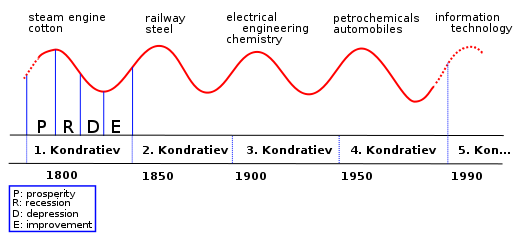 steam engine
cotton
railway
steel
electrical
engineering
chemistry
petrochemicals
automobiles
information
technology
P R D E
1. Kondratiev 2. Kondratiev 3. Kondratiev 4. Kondratiev 5. Kon...
1800 1850 1900 1950 1990
P: prosperity
R: recession
D: depression
E: improvement